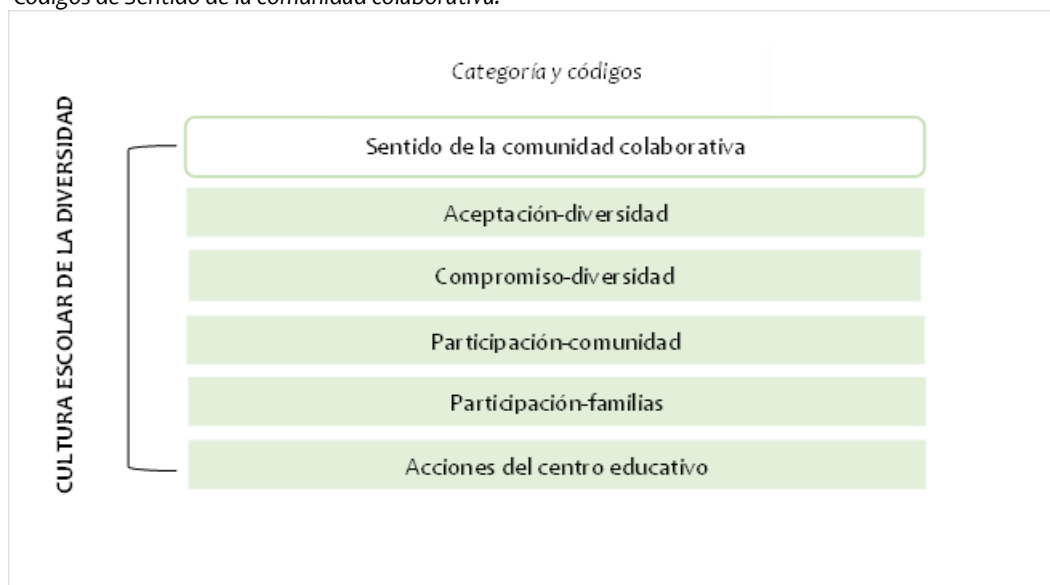 Códigos de Sentido de la comunidad colaborativa.
Categoría y códigos
CULTURA ESCOLAR DE LA DIVERSIDAD
Sentido de la comunidad colaborativa
Aceptación-diversidad
Compromiso-diversidad
Participación-comunidad
Participación-familias
Acciones del centro educativo